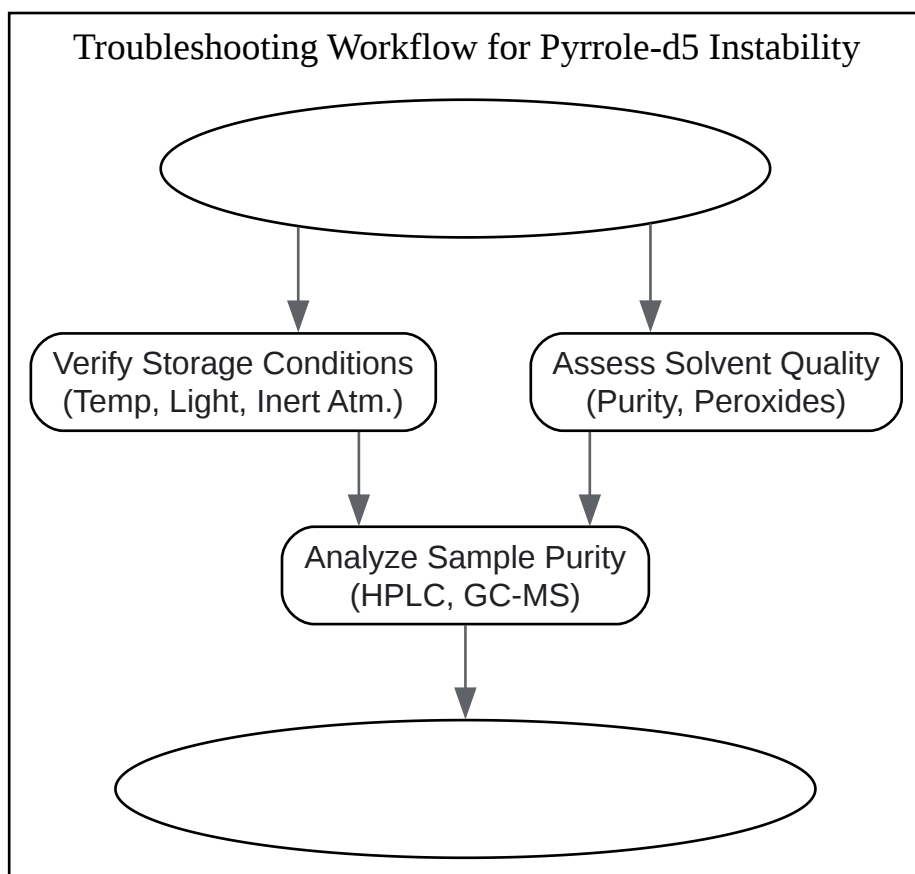 Troubleshooting Workflow for Pyrrole-d5 Instability
Verify Storage Conditions
(Temp, Light, Inert Atm.)
Assess Solvent Quality
(Purity, Peroxides)
Analyze Sample Purity
(HPLC, GC-MS)